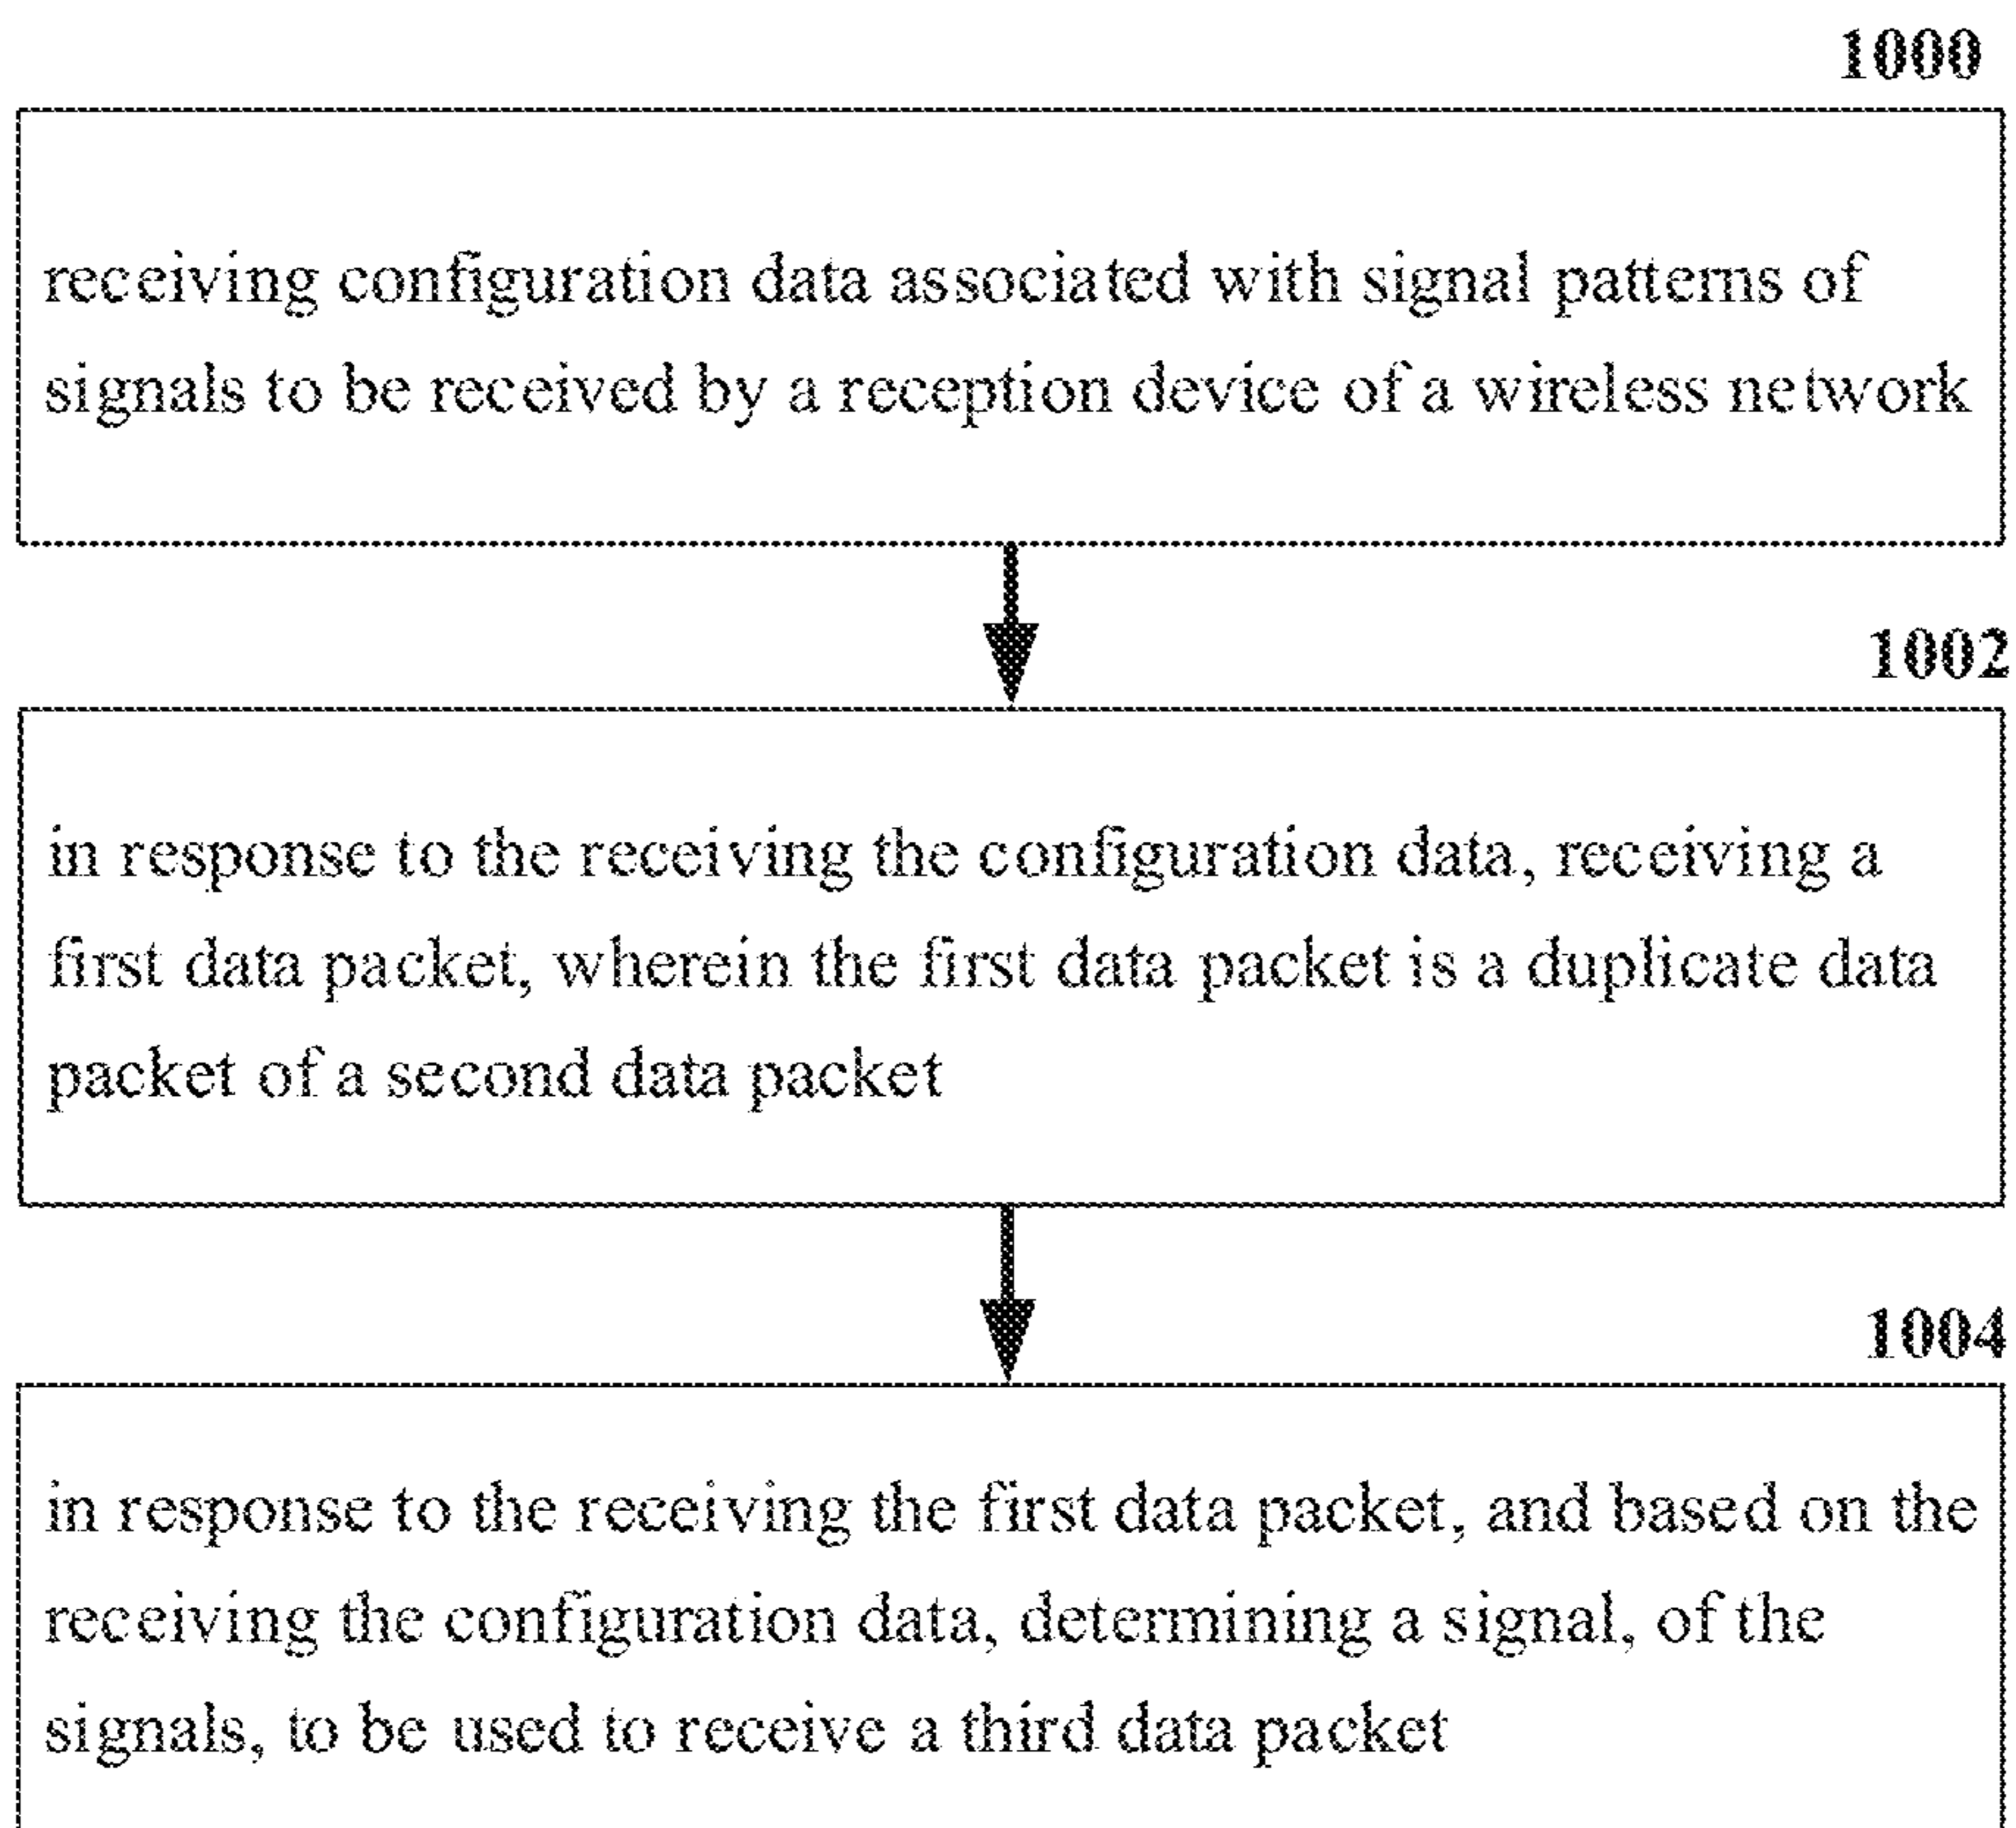 1000
receiving configuration data associated with signal patterns of
signals to be received by a reception device of a wireless network
1002
in response to the receiving the configuration data, receiving a
first data packet, wherein the first data packet is a duplicate data
packet of a second data packet
1004
in response to the receiving the first data packet, and based on the
receiving the configuration data, determining a signal, of the
signals, to be used to receive a third data packet